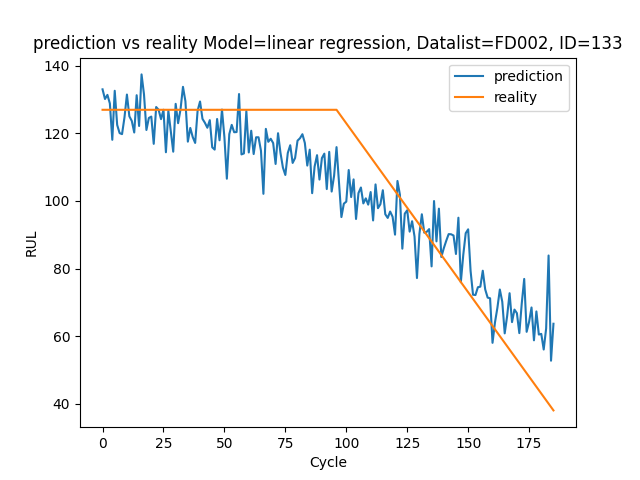 prediction vs reality Model=linear regression, Datalist=FD002, ID=133
prediction
reality
RUL
140
120
100
80
60
40
0 25 50 75 100 125 150 175
Cycle